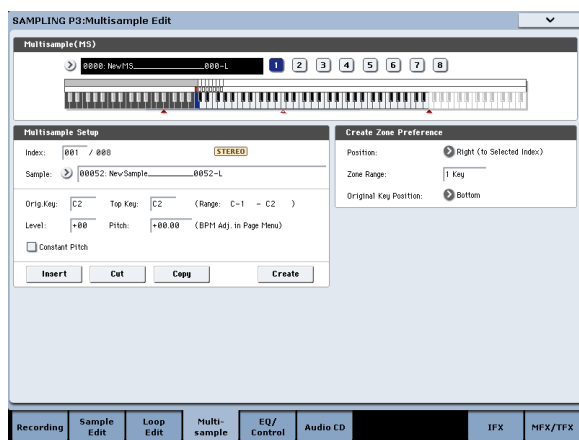 SAMPLING P3:Multisample Edit
Multisample(MS)
0000: NewMS_______________000-L
1 2 3 4 5 6 7 8
Multisample Setup
Index: 001 / 008 STEREO
Sample: 00052: NewSample__________0052-L
Orig.Key: C2 Top Key: C2 (Range: C-1 - C2 )
Level: +00 Pitch: +00.00 (BPM Adj. in Page Menu)
Constant Pitch
Insert Cut Copy Create
Create Zone Preference
Position: Right (to Selected Index)
Zone Range: 1 Key
Original Key Position: Bottom
Recording Sample Edit Loop Edit Multi-sample EQ/Control Audio CD IFX MFX/TFX